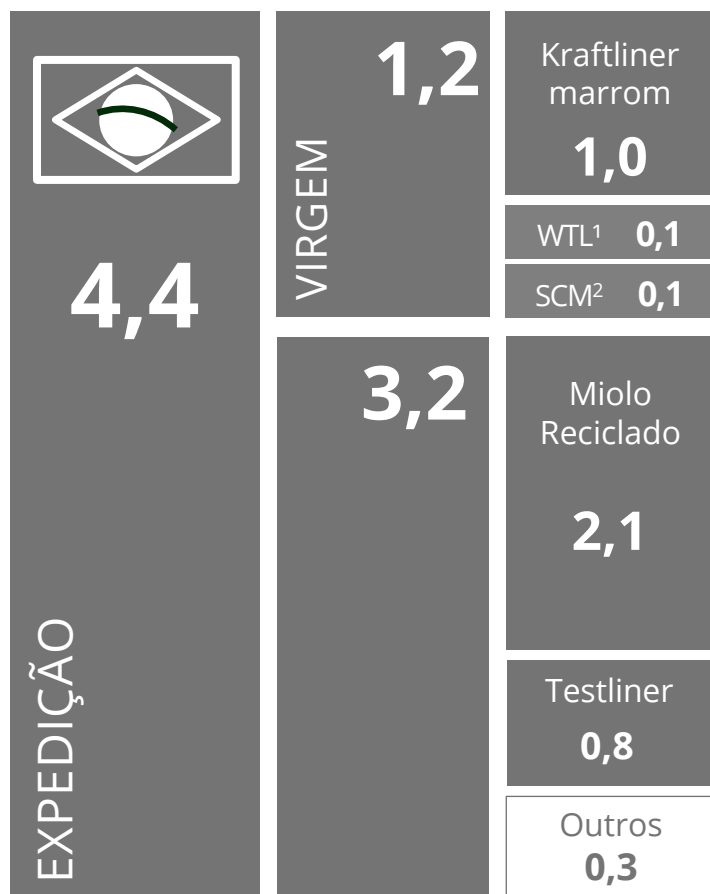 4,4
EXPEDIÇÃO
1,2
VIRGEM
Kraftliner
marrom
1,0
WTL¹ 0,1
SCM² 0,1
3,2
Miolo
Reciclado
2,1
Testliner
0,8
Outros
0,3